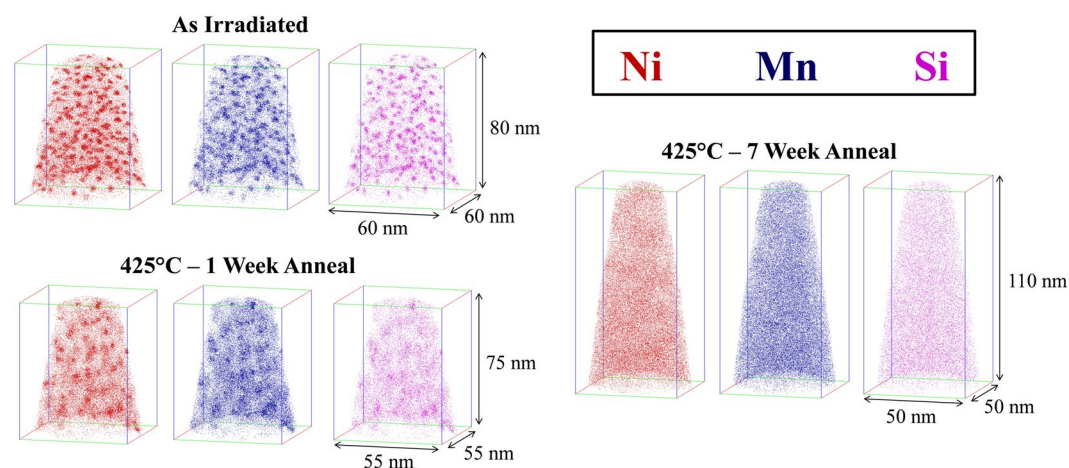 As Irradiated
80 nm
60 nm
60 nm
425°C – 1 Week Anneal
75 nm
55 nm
55 nm
Ni Mn Si
425°C – 7 Week Anneal
110 nm
50 nm
50 nm